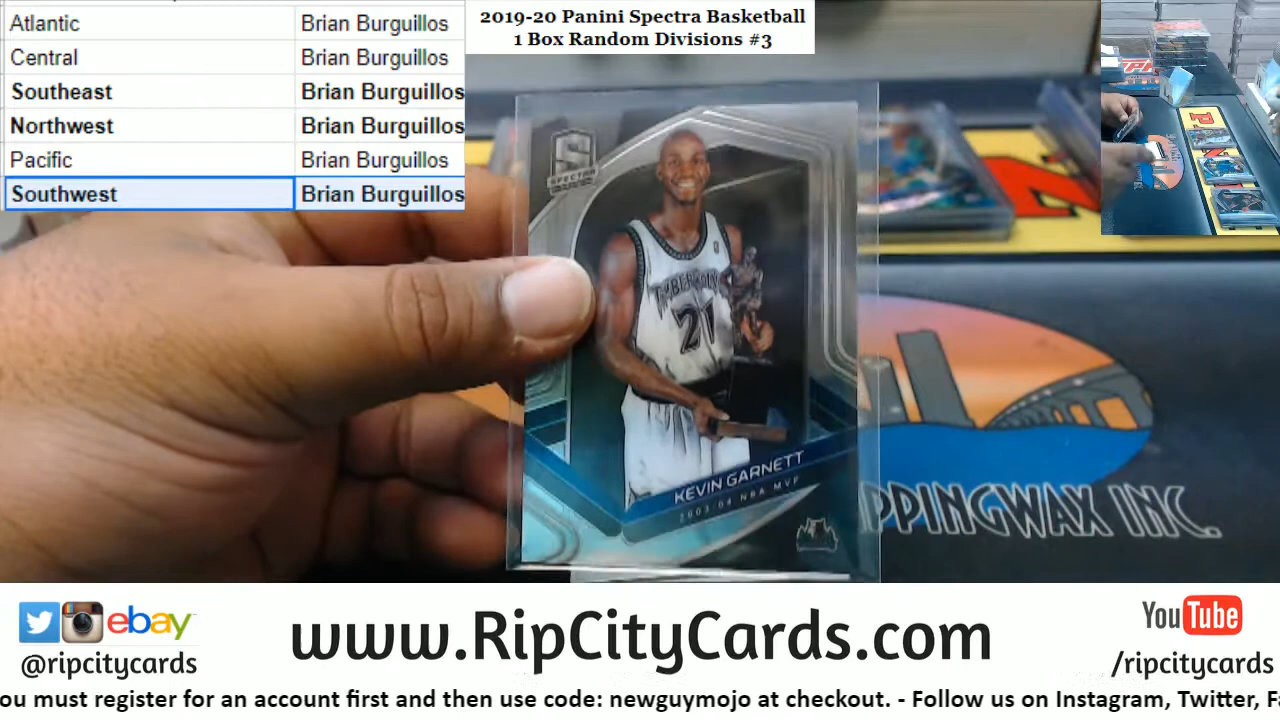 Atlantic Brian Burguillos
Central Brian Burguillos
Southeast Brian Burguillos
Northwest Brian Burguillos
Pacific Brian Burguillos
Southwest Brian Burguillos
2019-20 Panini Spectra Basketball
1 Box Random Divisions #3
SPECTRA
21
KEVIN GARNETT
2003/04 NBA MVP
PPINGWAX INC.
ebay
@ripcitycards
www.RipCityCards.com
YouTube
/ripcitycards
ou must register for an account first and then use code: newguymojo at checkout. - Follow us on Instagram, Twitter, Fa